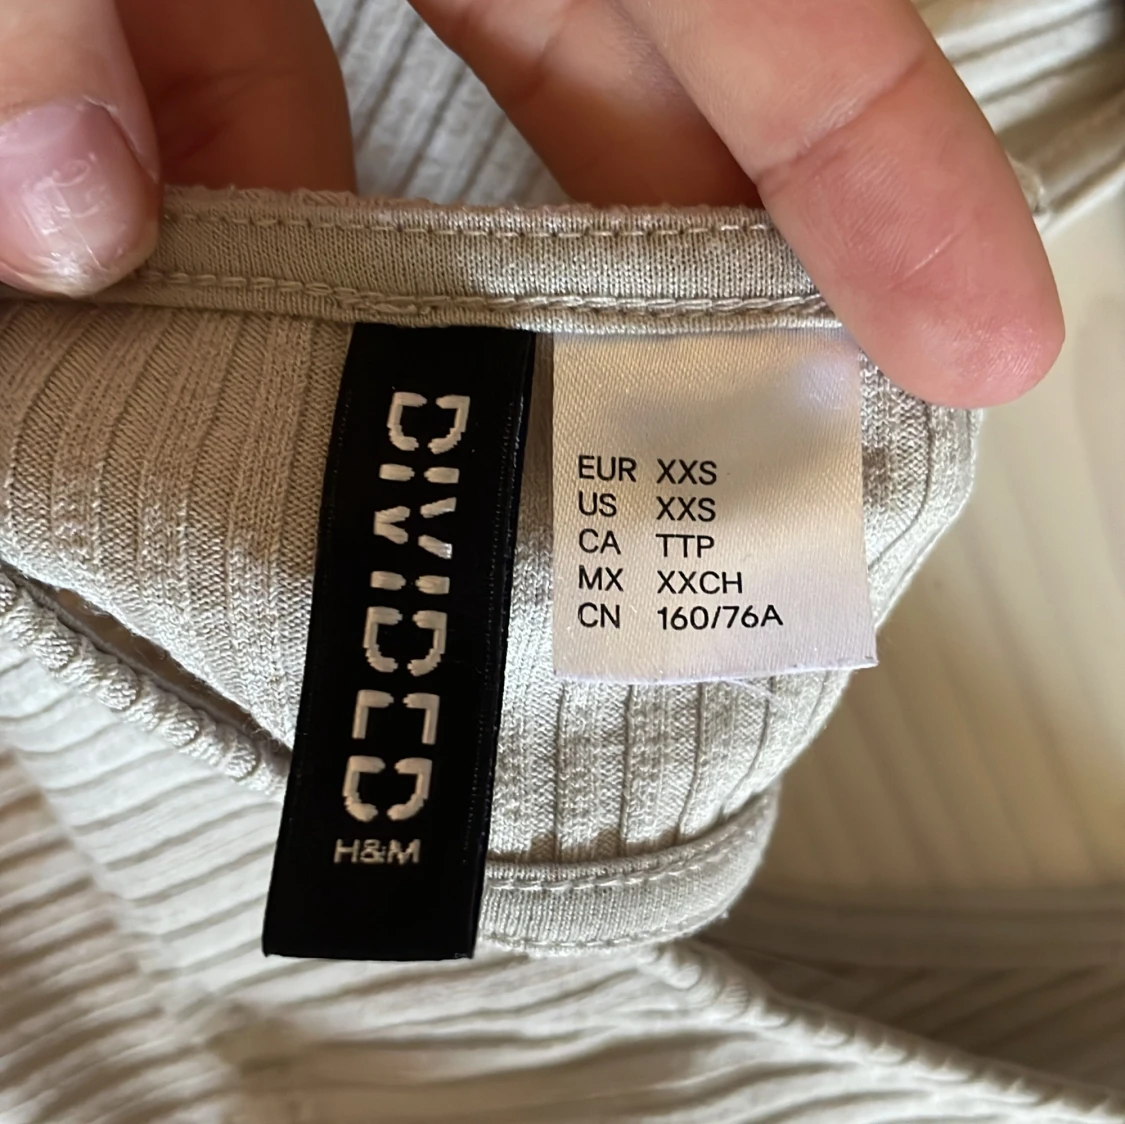 DIVIDED
H&M
EUR XXS
US XXS
CA TTP
MX XXCH
CN 160/76A